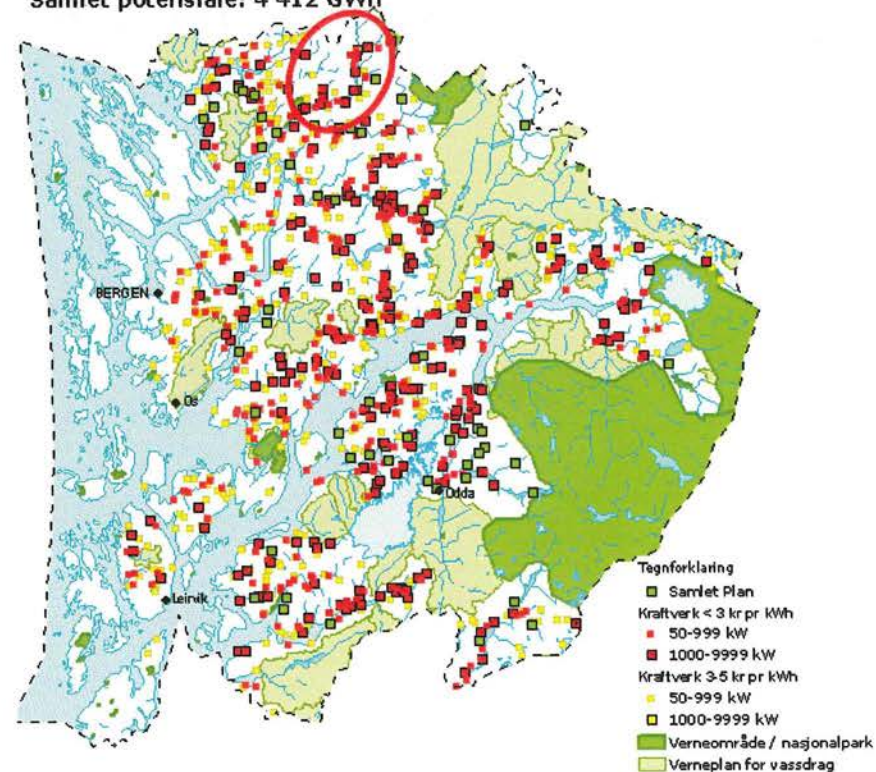 Samlet potensiale: 4 412 GWh
BERGEN
Os
Odda
Leirvik
Tegnforklaring
Samlet Plan
Kraftverk < 3 kr pr kWh
50-999 kW
1000-9999 kW
Kraftverk 3-5 kr pr kWh
50-999 kW
1000-9999 kW
Verneområde / nasjonalpark
Verneplan for vassdrag